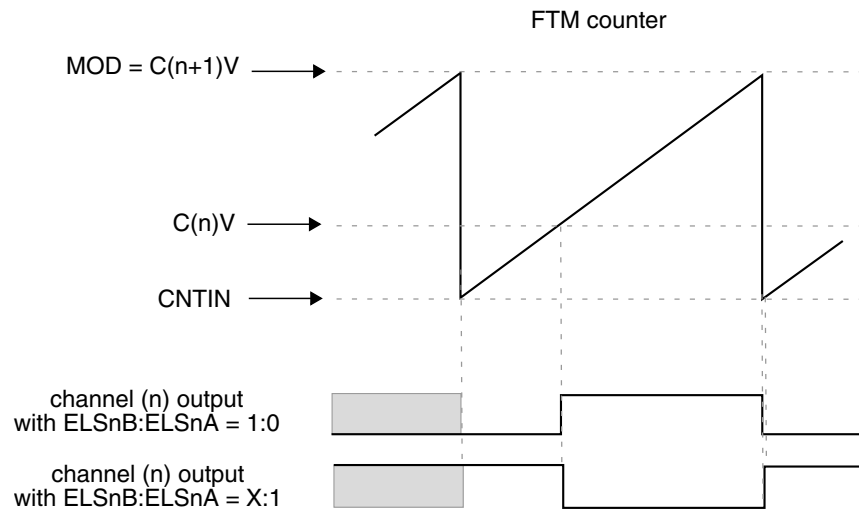 FTM counter
MOD = C(n+1)V
C(n)V
CNTIN
channel (n) output
with ELSnB:ELSnA = 1:0
channel (n) output
with ELSnB:ELSnA = X:1